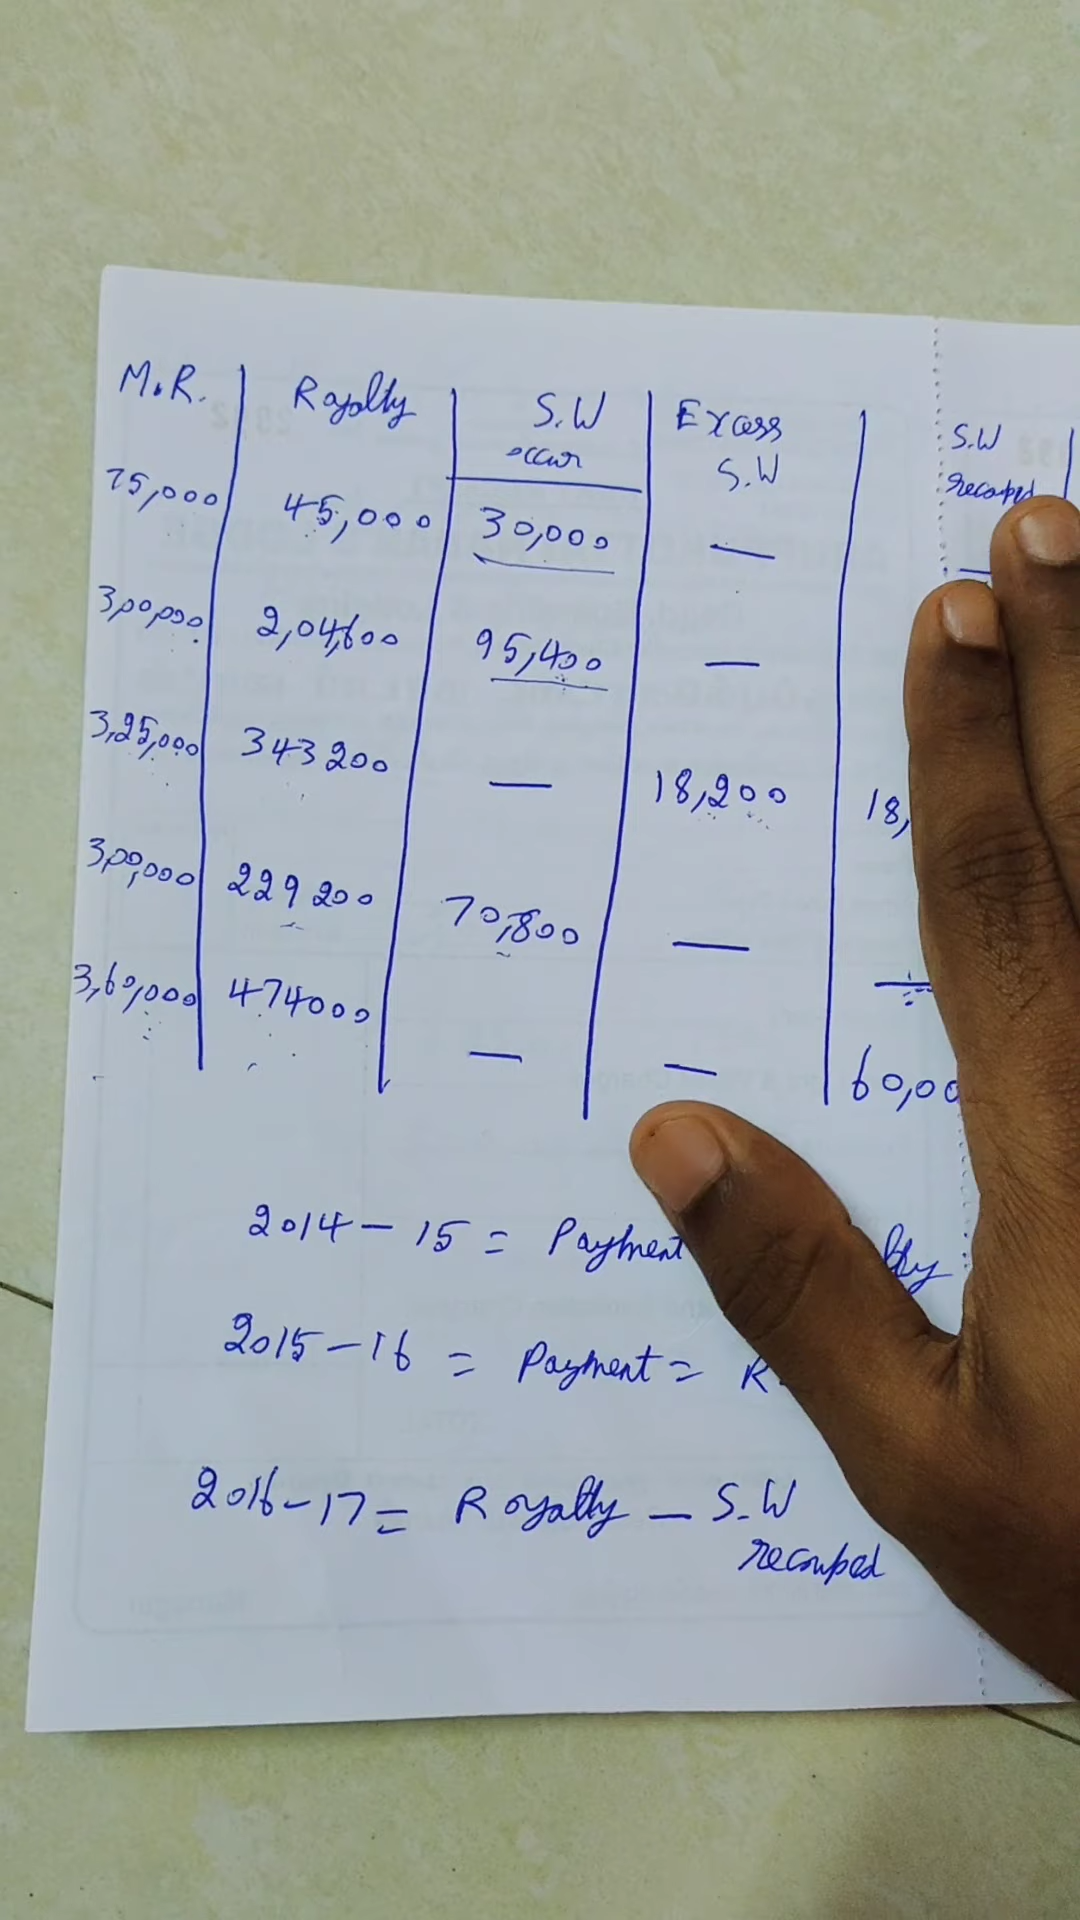 M.R. Royalty S.W occur Excess S.W S.W recouped
75,000 45,000 30,000 —
3,00,000 2,04,600 95,400 —
3,25,000 343200 — 18,200 18,
3,00,000 229200 70,800 —
3,60,000 474000 — — 60,00
2014 - 15 = Payment
2015 - 16 = Payment =
2016 - 17 = Royalty — S.W
recouped